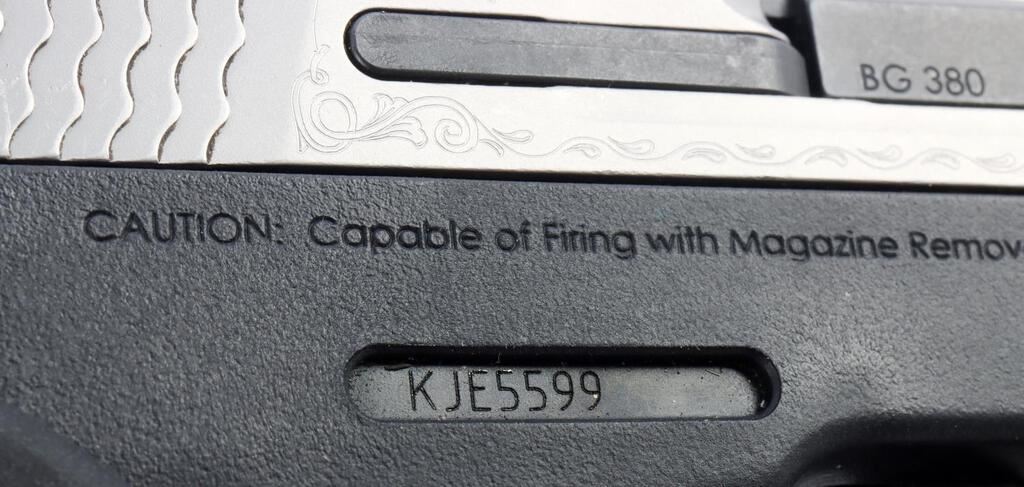 BG 380
CAUTION: Capable of Firing with Magazine Remov
KJE5599